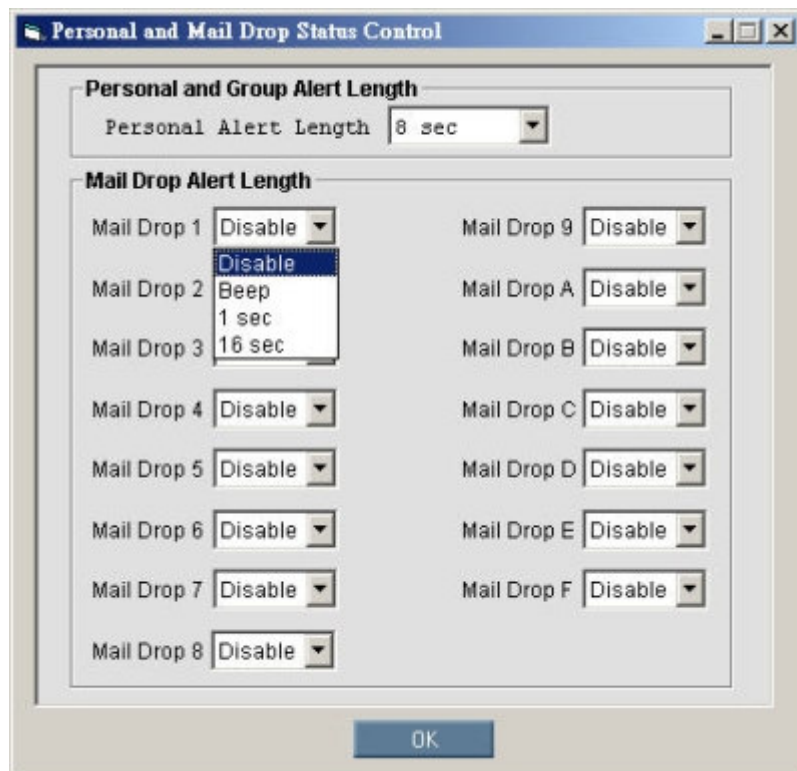 Personal and Mail Drop Status Control
Personal and Group Alert Length
Personal Alert Length 8 sec
Mail Drop Alert Length
Mail Drop 1 Disable
Disable
Beep
1 sec
16 sec
Mail Drop 2
Mail Drop 3
Mail Drop 4 Disable
Mail Drop 5 Disable
Mail Drop 6 Disable
Mail Drop 7 Disable
Mail Drop 8 Disable
Mail Drop 9 Disable
Mail Drop A Disable
Mail Drop B Disable
Mail Drop C Disable
Mail Drop D Disable
Mail Drop E Disable
Mail Drop F Disable
OK